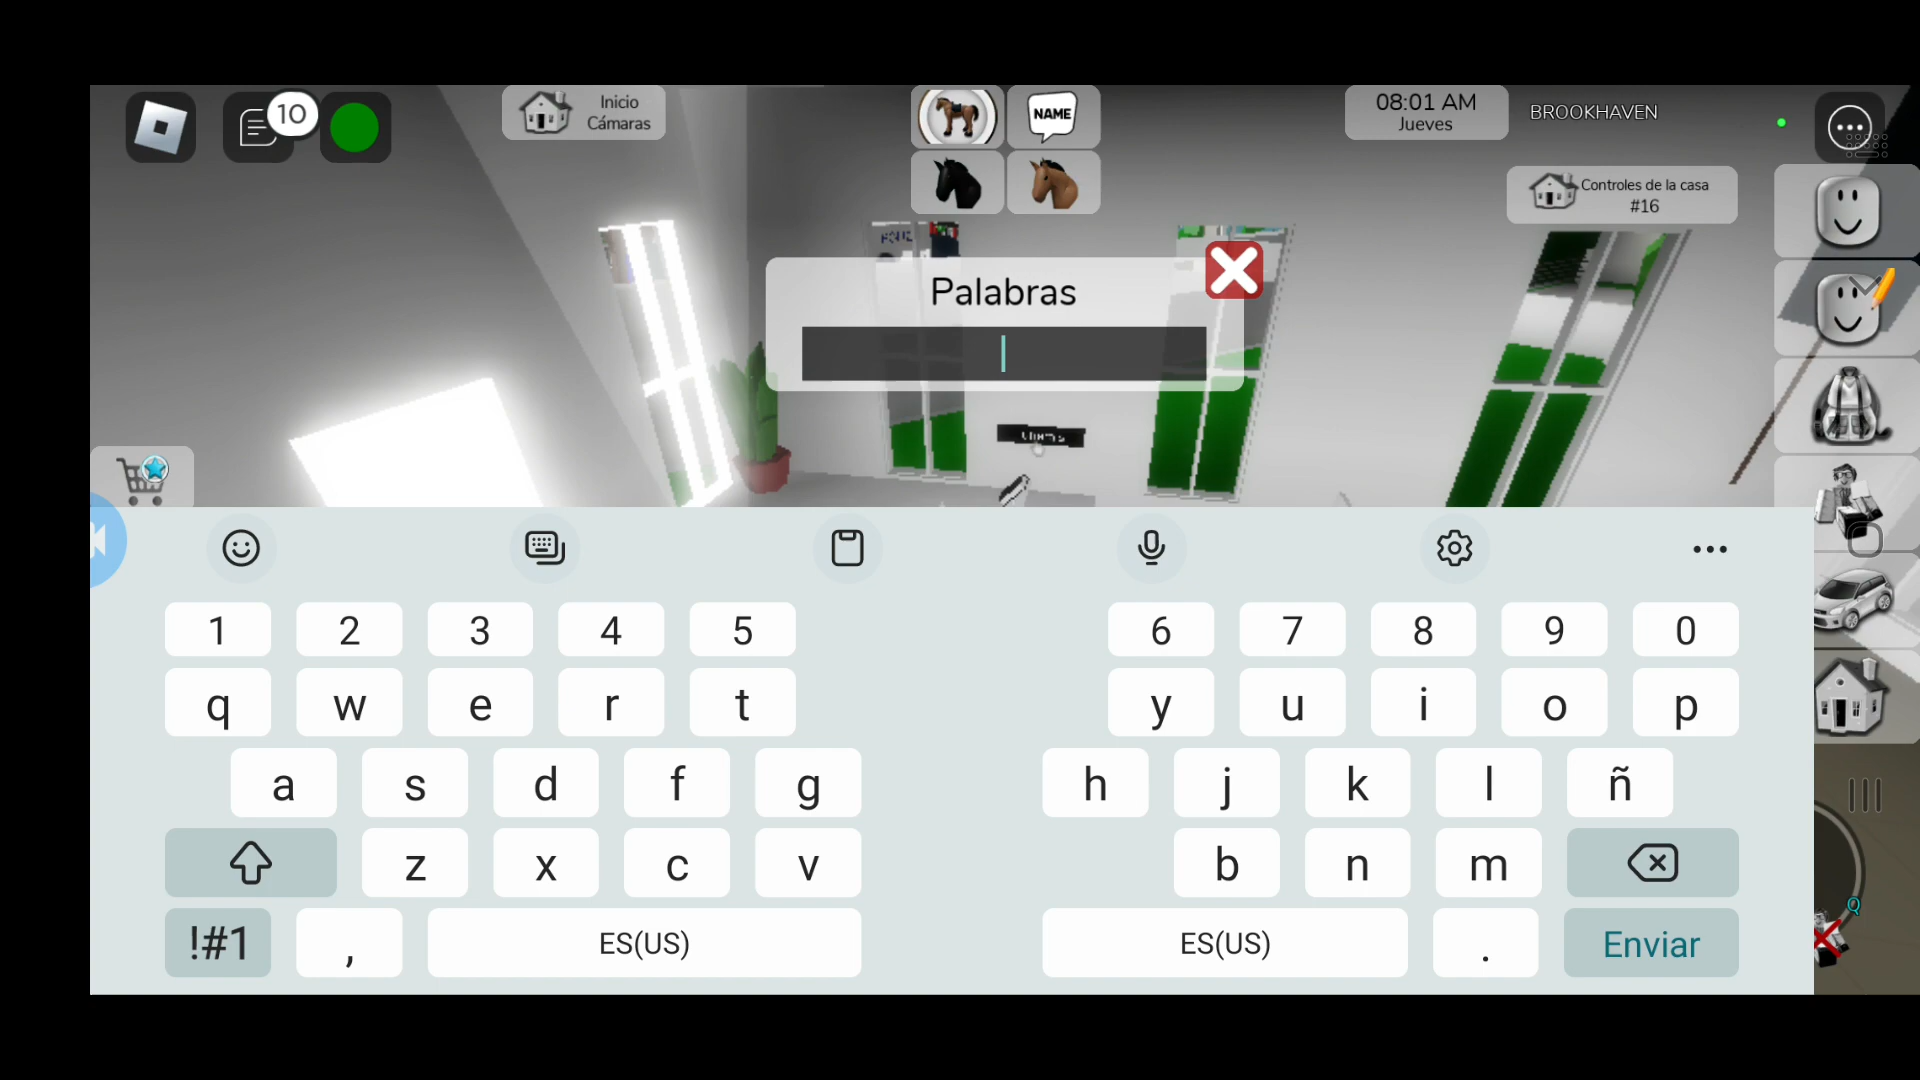 10
Inicio
Cámaras
NAME
08:01 AM
Jueves
BROOKHAVEN
Controles de la casa
#16
Palabras
1 2 3 4 5 6 7 8 9 0
q w e r t y u i o p
a s d f g h j k l ñ
z x c v b n m
!#1 , ES(US) ES(US) . Enviar
Q